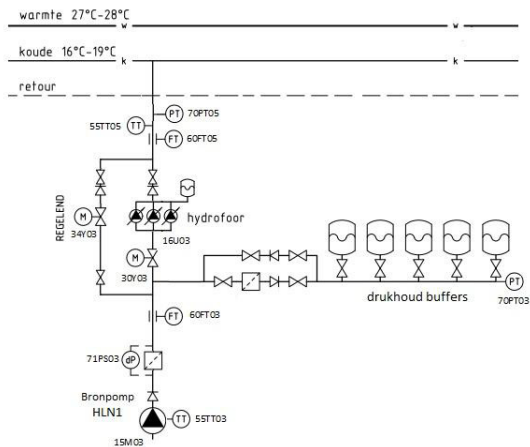 warmte 27°C-28°C
w w
koude 16°C-19°C
k k
retour
PT 70PT05
55TT05 TT
FT 60FT05
REGELEND
M
34Y03
hydrofoor
16U03
M
30Y03
drukhoud buffers
PT
70PT03
FT 60FT03
71PS03 dP
Bronpomp
HLN1
TT 55TT03
15M03